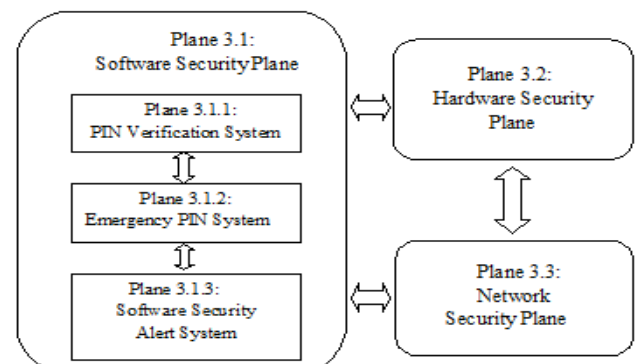 Plane 3.1:
Software Security Plane
Plane 3.1.1:
PIN Verification System
Plane 3.1.2:
Emergency PIN System
Plane 3.1.3:
Software Security
Alert System
Plane 3.2:
Hardware Security
Plane
Plane 3.3:
Network
Security Plane